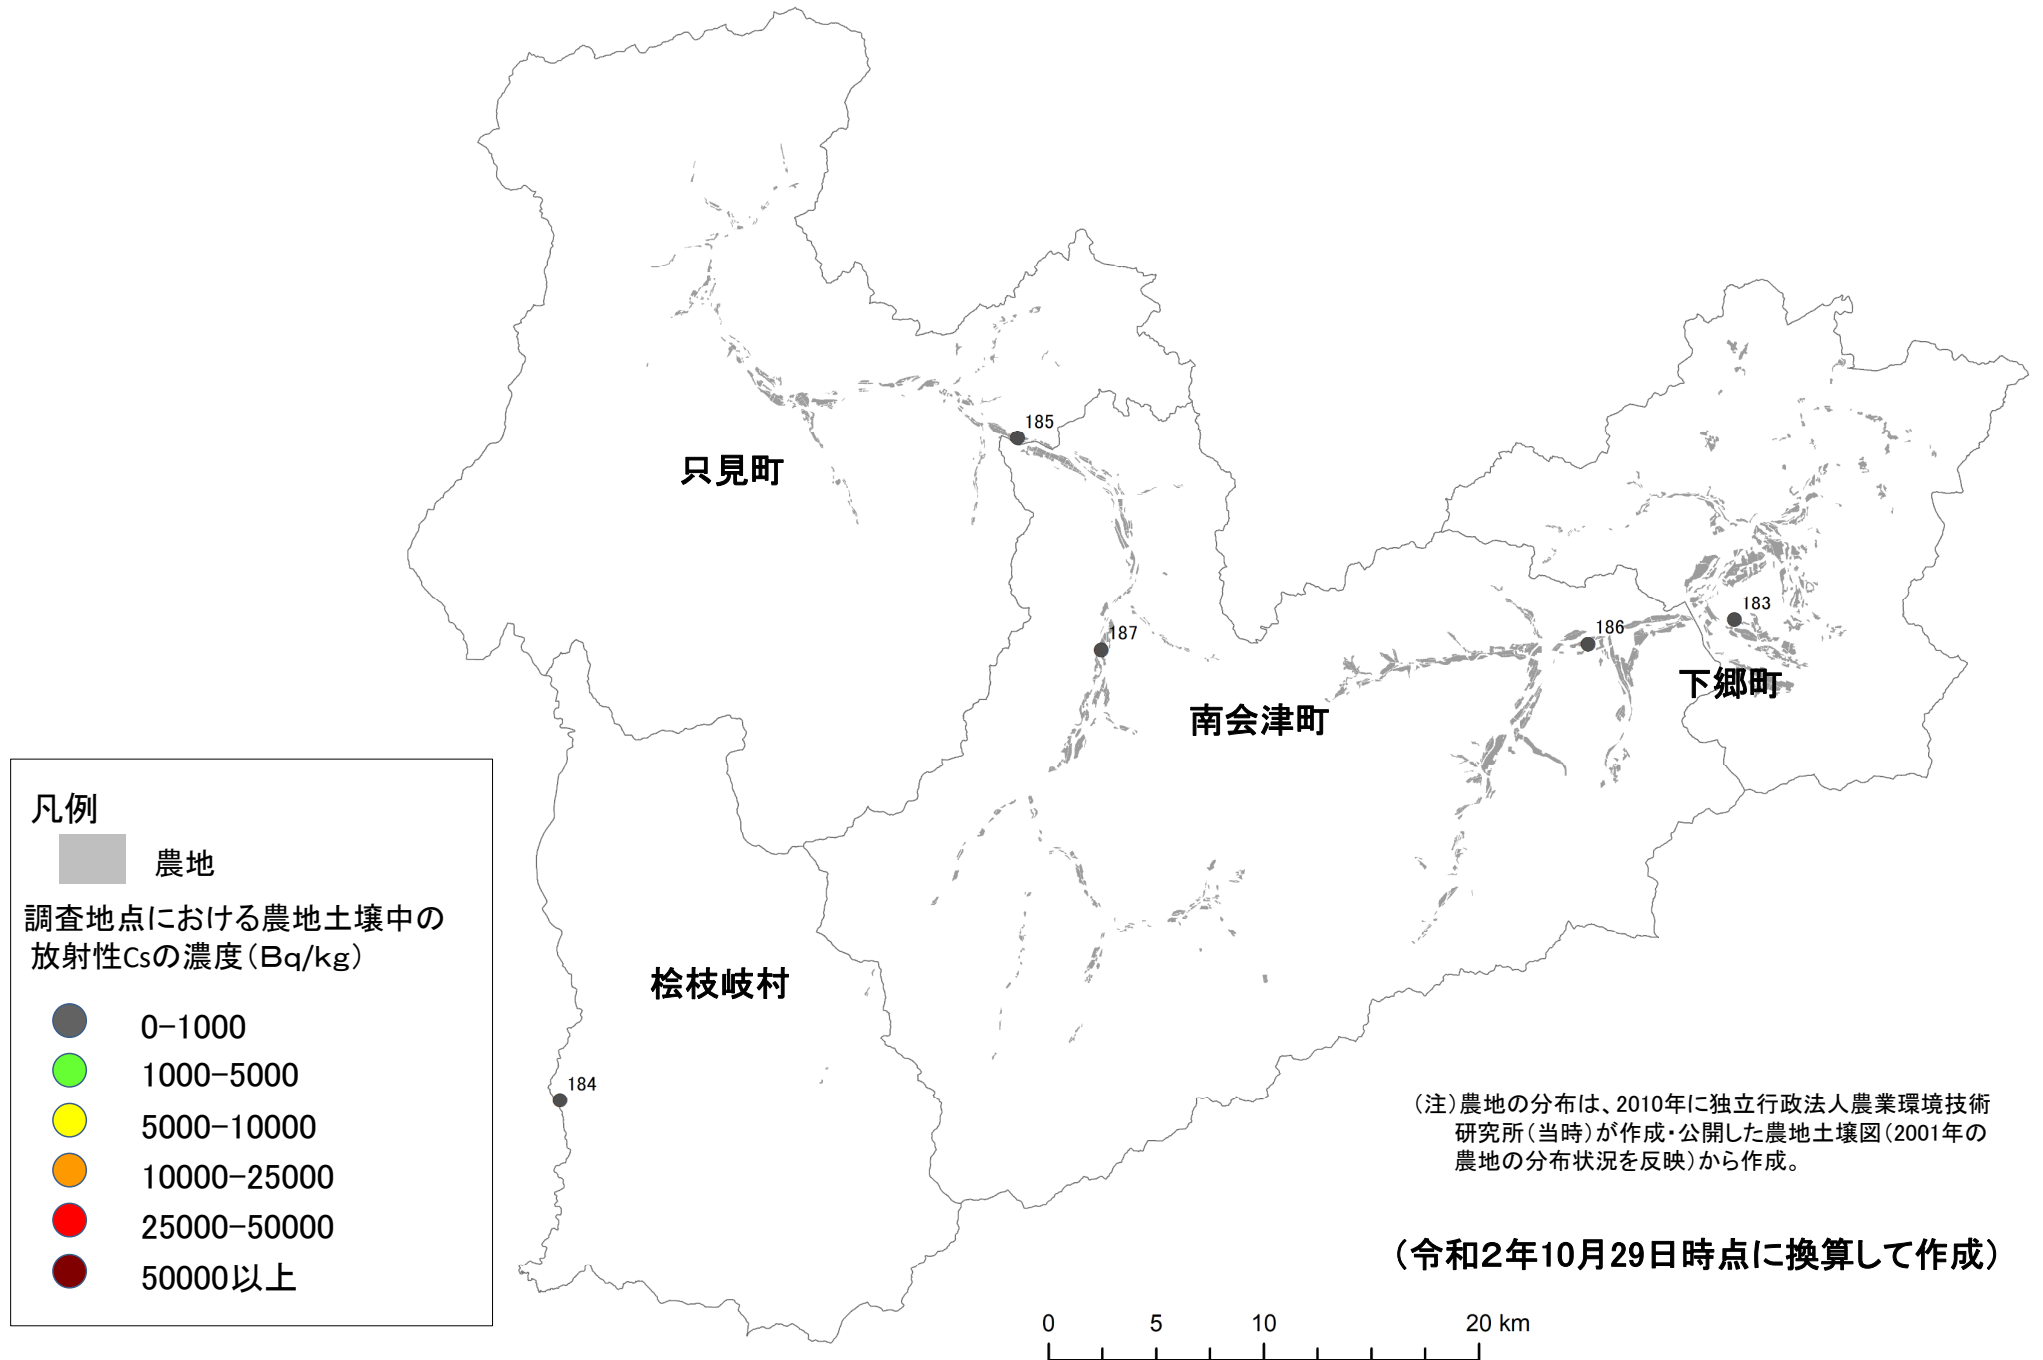 185
只見町
183
187
186
下郷町
南会津町
凡例
農地
調査地点における農地土壌中の
放射性Csの濃度（Bq/kg）
桧枝岐村
0-1000
1000-5000
5000-10000
10000-25000
25000-50000
50000以上
184
（注）農地の分布は、2010年に独立行政法人農業環境技術
研究所（当時）が作成・公開した農地土壌図（2001年の
農地の分布状況を反映）から作成。
（令和２年10月29日時点に換算して作成）
0 5 10 20 km